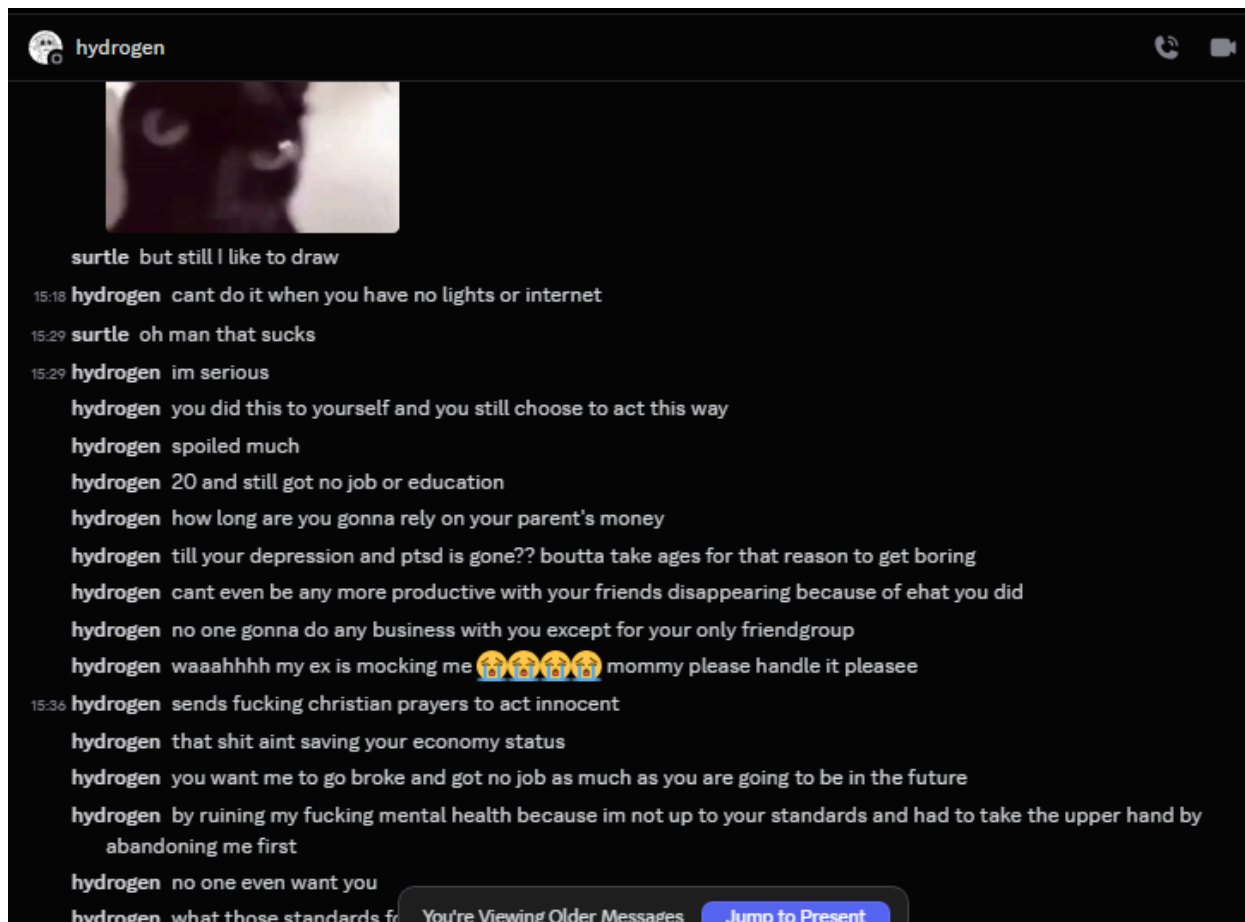 hydrogen
surtle but still I like to draw
15:18 hydrogen cant do it when you have no lights or internet
15:29 surtle oh man that sucks
15:29 hydrogen im serious
hydrogen you did this to yourself and you still choose to act this way
hydrogen spoiled much
hydrogen 20 and still got no job or education
hydrogen how long are you gonna rely on your parent's money
hydrogen till your depression and ptsd is gone?? boutta take ages for that reason to get boring
hydrogen cant even be any more productive with your friends disappearing because of ehat you did
hydrogen no one gonna do any business with you except for your only friendgroup
hydrogen waaahhhh my ex is mocking me 😭😭😭😭 mommy please handle it pleasee
15:36 hydrogen sends fucking christian prayers to act innocent
hydrogen that shit aint saving your economy status
hydrogen you want me to go broke and got no job as much as you are going to be in the future
hydrogen by ruining my fucking mental health because im not up to your standards and had to take the upper hand by
abandoning me first
hydrogen no one even want you
hydrogen what those standards
You're Viewing Older Messages Jump to Present